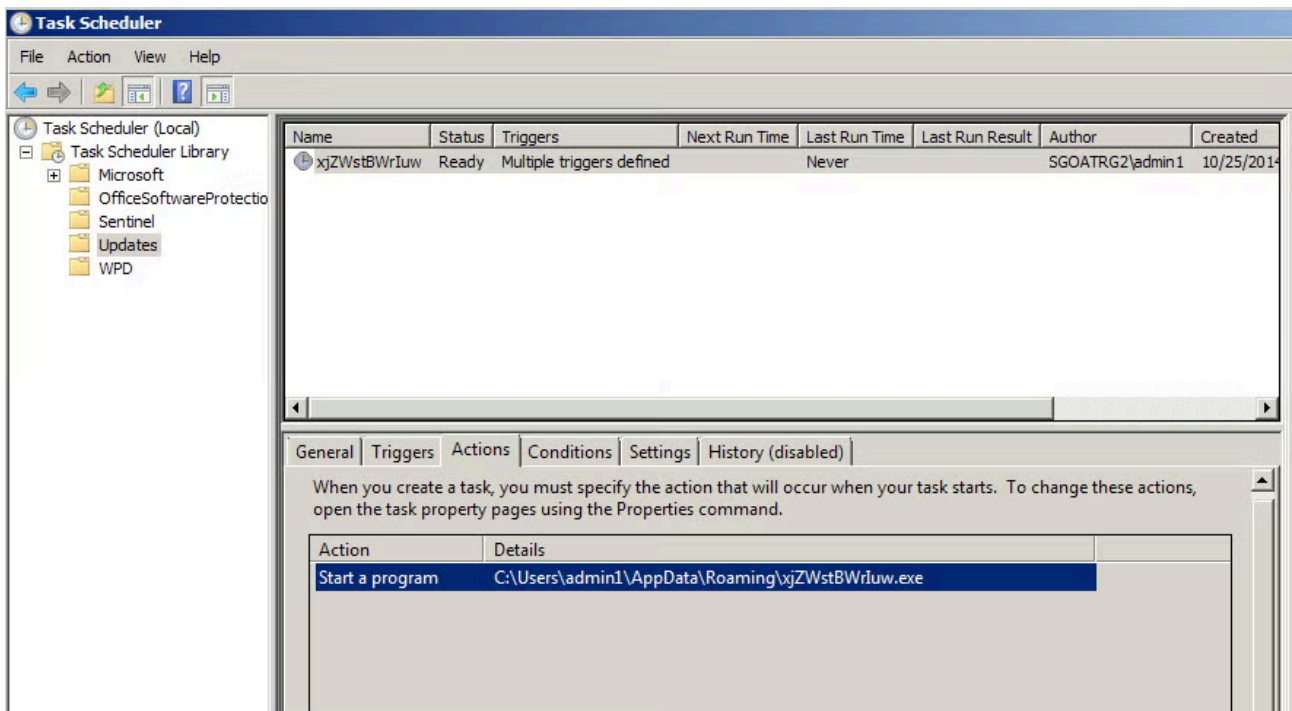 Task Scheduler
File Action View Help
Task Scheduler (Local)
Task Scheduler Library
Microsoft
OfficeSoftwareProtectio
Sentinel
Updates
WPD
Name Status Triggers Next Run Time Last Run Time Last Run Result Author Created
xjZWstBWrIuw Ready Multiple triggers defined Never SGOATRG2\admin1 10/25/2014
General Triggers Actions Conditions Settings History (disabled)
When you create a task, you must specify the action that will occur when your task starts. To change these actions,
open the task property pages using the Properties command.
Action Details
Start a program C:\Users\admin1\AppData\Roaming\xjZWstBWrIuw.exe